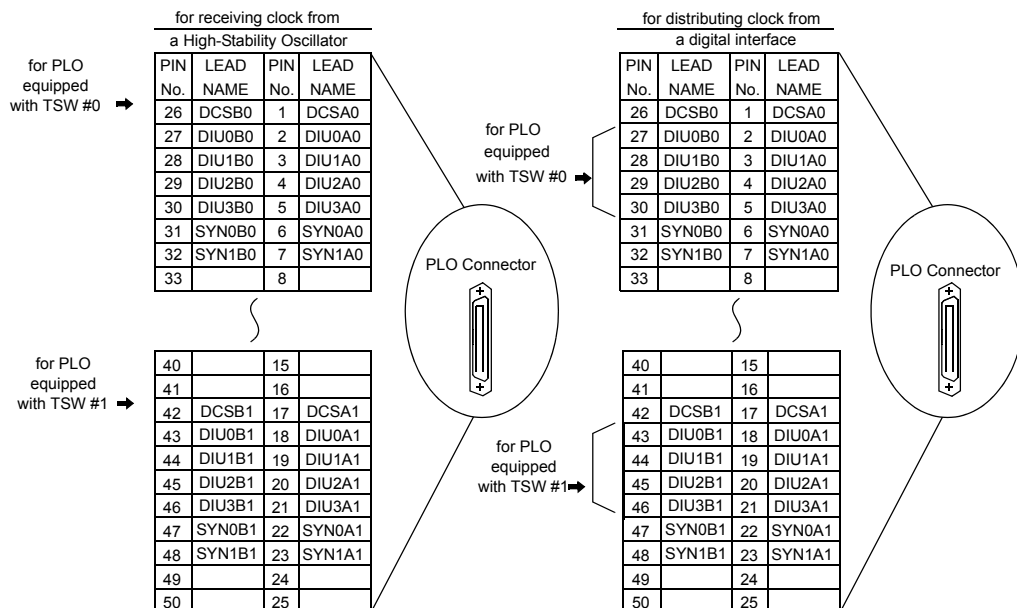 for receiving clock from
a High-Stability Oscillator
for PLO
equipped
with TSW #0
PIN LEAD PIN LEAD
No. NAME No. NAME
26 DCSB0 1 DCSA0
27 DIU0B0 2 DIU0A0
28 DIU1B0 3 DIU1A0
29 DIU2B0 4 DIU2A0
30 DIU3B0 5 DIU3A0
31 SYN0B0 6 SYN0A0
32 SYN1B0 7 SYN1A0
33 8
for PLO
equipped
with TSW #1
40 15
41 16
42 DCSB1 17 DCSA1
43 DIU0B1 18 DIU0A1
44 DIU1B1 19 DIU1A1
45 DIU2B1 20 DIU2A1
46 DIU3B1 21 DIU3A1
47 SYN0B1 22 SYN0A1
48 SYN1B1 23 SYN1A1
49 24
50 25
PLO Connector
for distributing clock from
a digital interface
for PLO
equipped
with TSW #0
PIN LEAD PIN LEAD
No. NAME No. NAME
26 DCSB0 1 DCSA0
27 DIU0B0 2 DIU0A0
28 DIU1B0 3 DIU1A0
29 DIU2B0 4 DIU2A0
30 DIU3B0 5 DIU3A0
31 SYN0B0 6 SYN0A0
32 SYN1B0 7 SYN1A0
33 8
for PLO
equipped
with TSW #1
40 15
41 16
42 DCSB1 17 DCSA1
43 DIU0B1 18 DIU0A1
44 DIU1B1 19 DIU1A1
45 DIU2B1 20 DIU2A1
46 DIU3B1 21 DIU3A1
47 SYN0B1 22 SYN0A1
48 SYN1B1 23 SYN1A1
49 24
50 25
PLO Connector